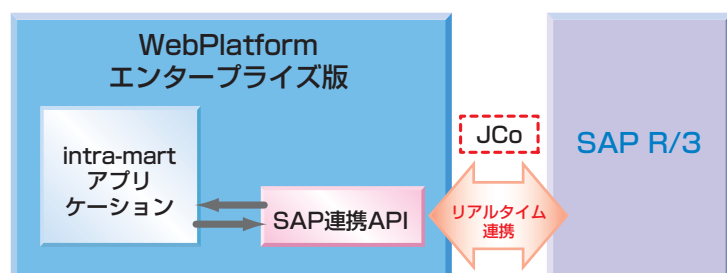 WebPlatform
エンタープライズ版
intra-mart
アプリ
ケーション
SAP連携API
JCo
リアルタイム
連携
SAP R/3